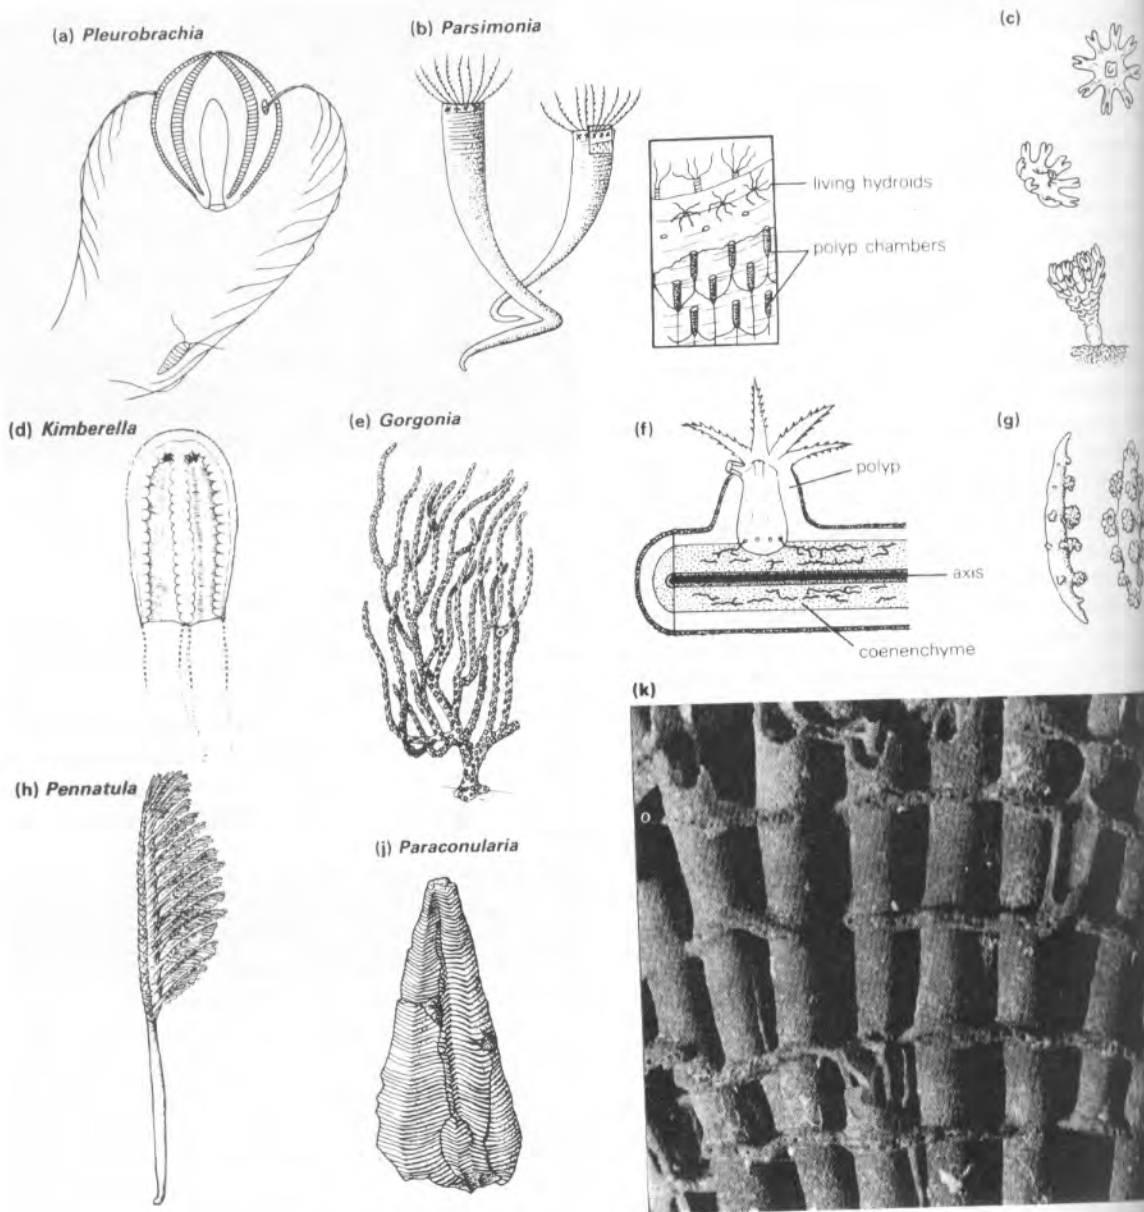 (a) Pleurobrachia
(b) Parsimonia
living hydroids
polyp chambers
(c)
(d) Kimberella
(e) Gorgonia
(f)
polyp
axis
coenenchyme
(g)
(h) Pennatula
(j) Paraconularia
(k)